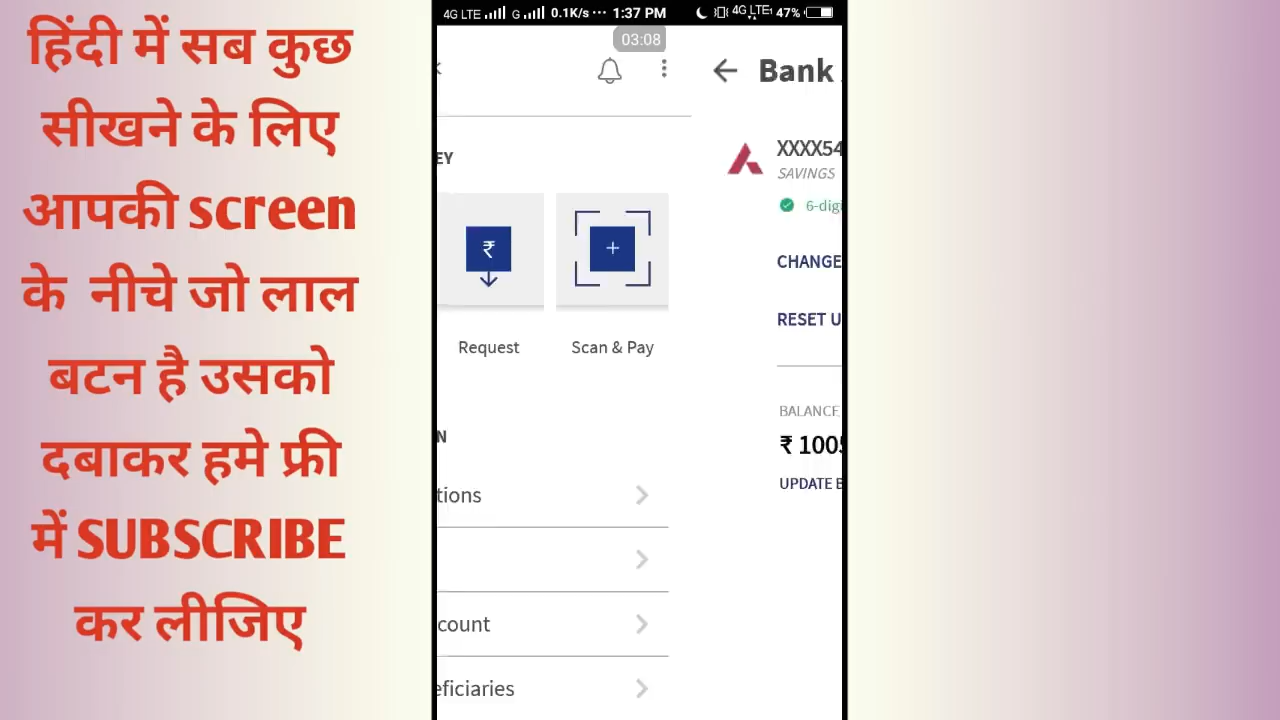 हिंदी में सब कुछ
सीखने के लिए
आपकी screen
के नीचे जो लाल
बटन है उसको
दबाकर हमे फ्री
में SUBSCRIBE
कर लीजिए
4G LTE G 0.1K/s ··· 1:37 PM 4G LTE 47%
03:08
EY
₹
+
Request
Scan & Pay
N
tions
count
eficiaries
Bank
XXXX54
SAVINGS
6-digi
CHANGE
RESET U
BALANCE
₹ 1005
UPDATE B